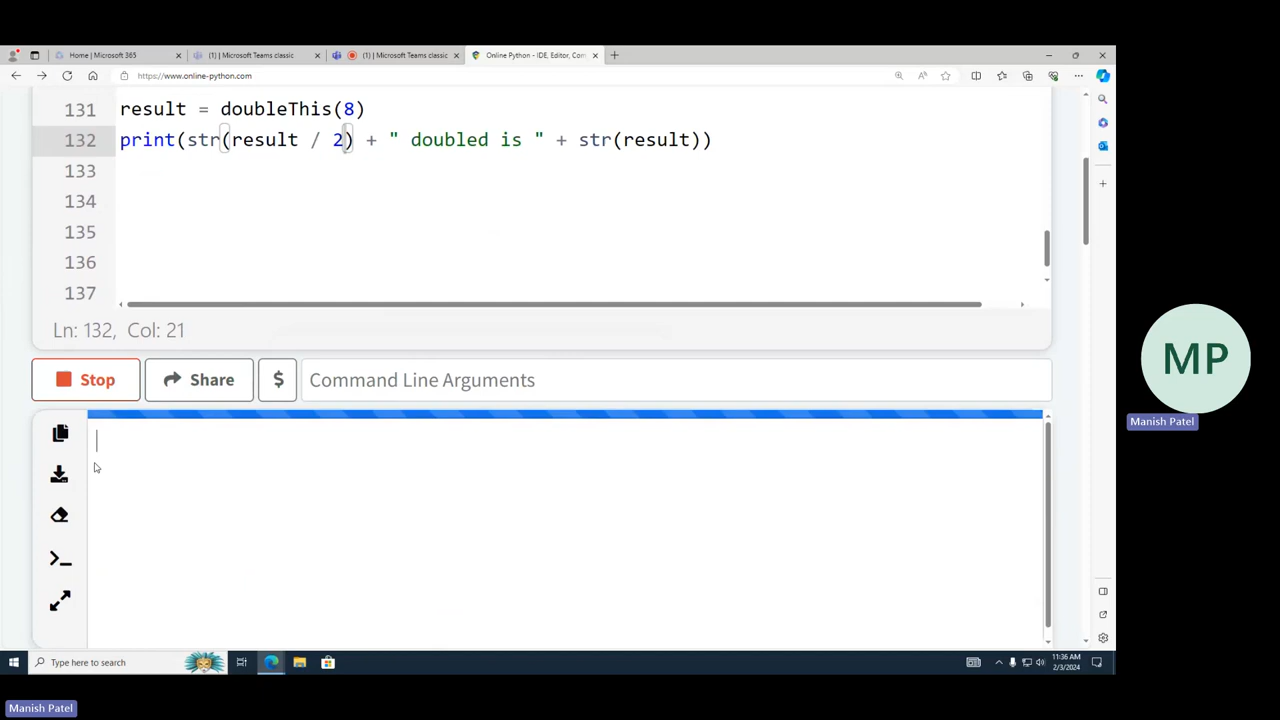 Home | Microsoft 365
(1) | Microsoft Teams classic
(1) | Microsoft Teams classic
Online Python - IDE, Editor, Com
https://www.online-python.com
131 result = doubleThis(8)
132 print(str(result / 2) + " doubled is " + str(result))
133
134
135
136
137
Ln: 132, Col: 21
Stop
Share
$
Command Line Arguments
MP
Manish Patel
Type here to search
11:36 AM
2/3/2024
Manish Patel